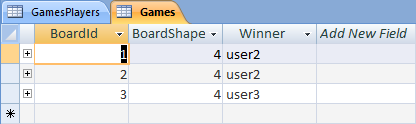 GamesPlayers Games
BoardId BoardShape Winner Add New Field
1 4 user2
2 4 user2
3 4 user3